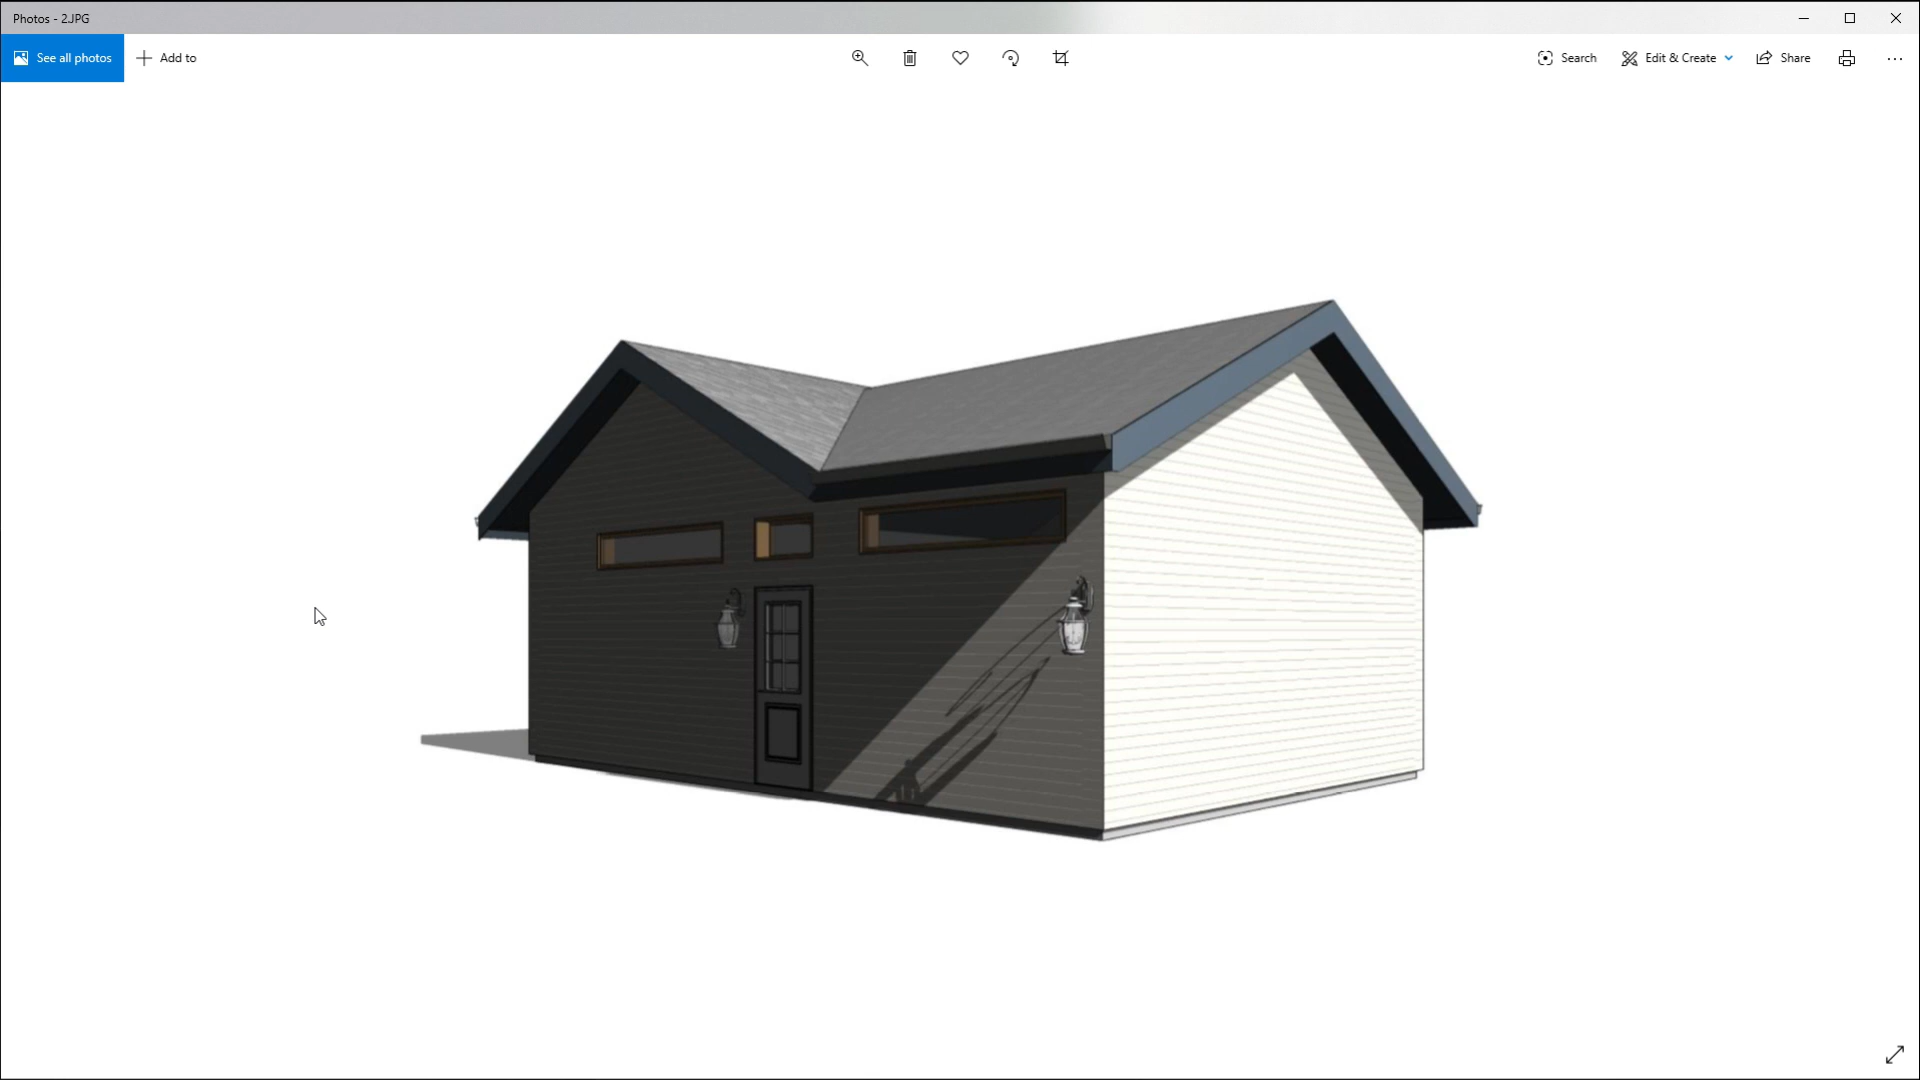 Photos - 2.JPG
See all photos
Add to
Search
Edit & Create
Share